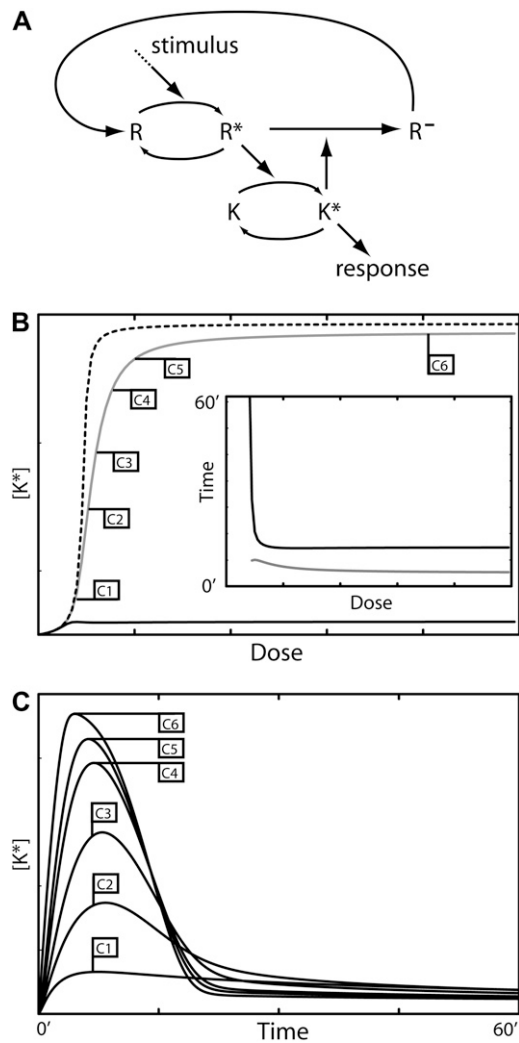 A
stimulus
R
R*
R⁻
K
K*
response
B
[K*]
C5
C6
C4
C3
C2
C1
60'
Time
0'
Dose
Dose
C
[K*]
C6
C5
C4
C3
C2
C1
0'
Time
60'